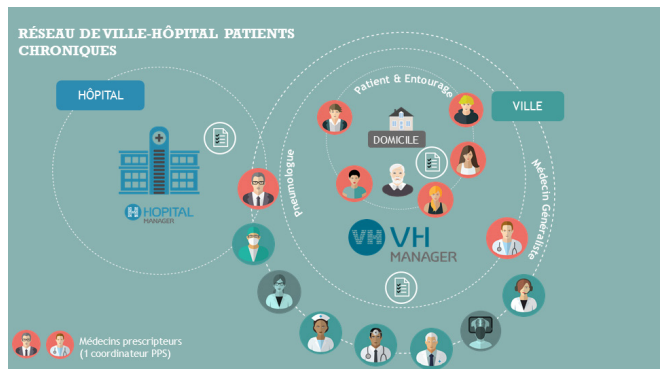 RÉSEAU DE VILLE-HÔPITAL PATIENTS
CHRONIQUES
HÔPITAL
HOPITAL
MANAGER
Patient & Entourage
VILLE
DOMICILE
Pneumologue
Médecin Généraliste
VH VH
MANAGER
Médecins prescripteurs
(1 coordinateur PPS)